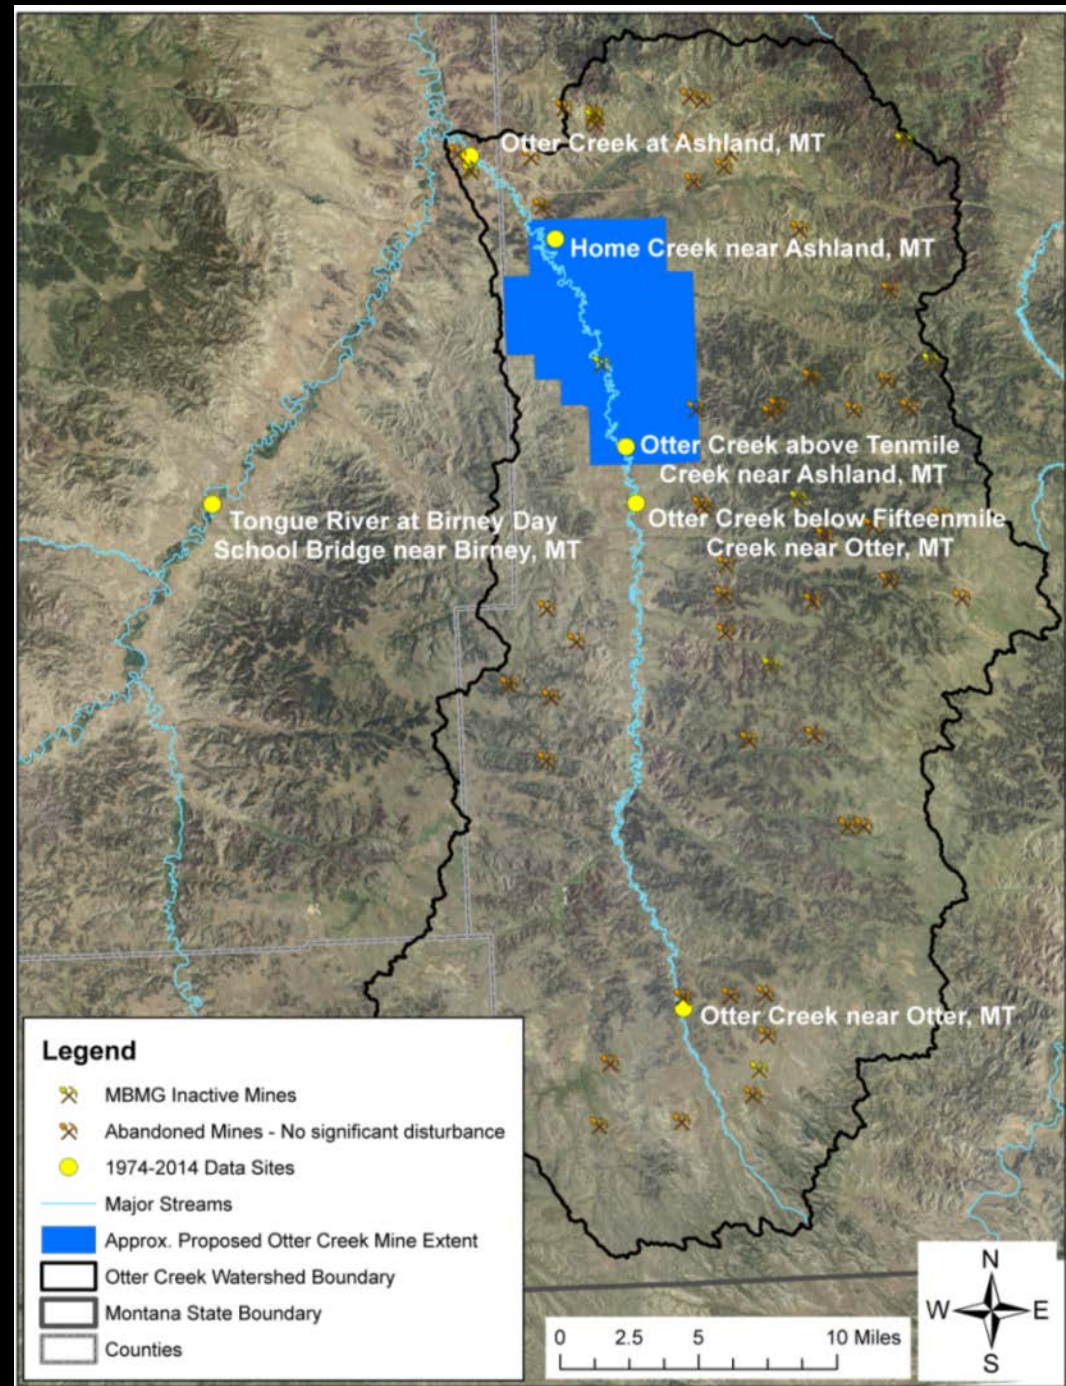 Otter Creek at Ashland, MT
Home Creek near Ashland, MT
Otter Creek above Tenmile
Creek near Ashland, MT
Otter Creek below Fifteenmile
Creek near Otter, MT
Tongue River at Birney Day
School Bridge near Birney, MT
Otter Creek near Otter, MT
Legend
MBMG Inactive Mines
Abandoned Mines - No significant disturbance
1974-2014 Data Sites
Major Streams
Approx. Proposed Otter Creek Mine Extent
Otter Creek Watershed Boundary
Montana State Boundary
Counties
0 2.5 5 10 Miles
N
W E
S